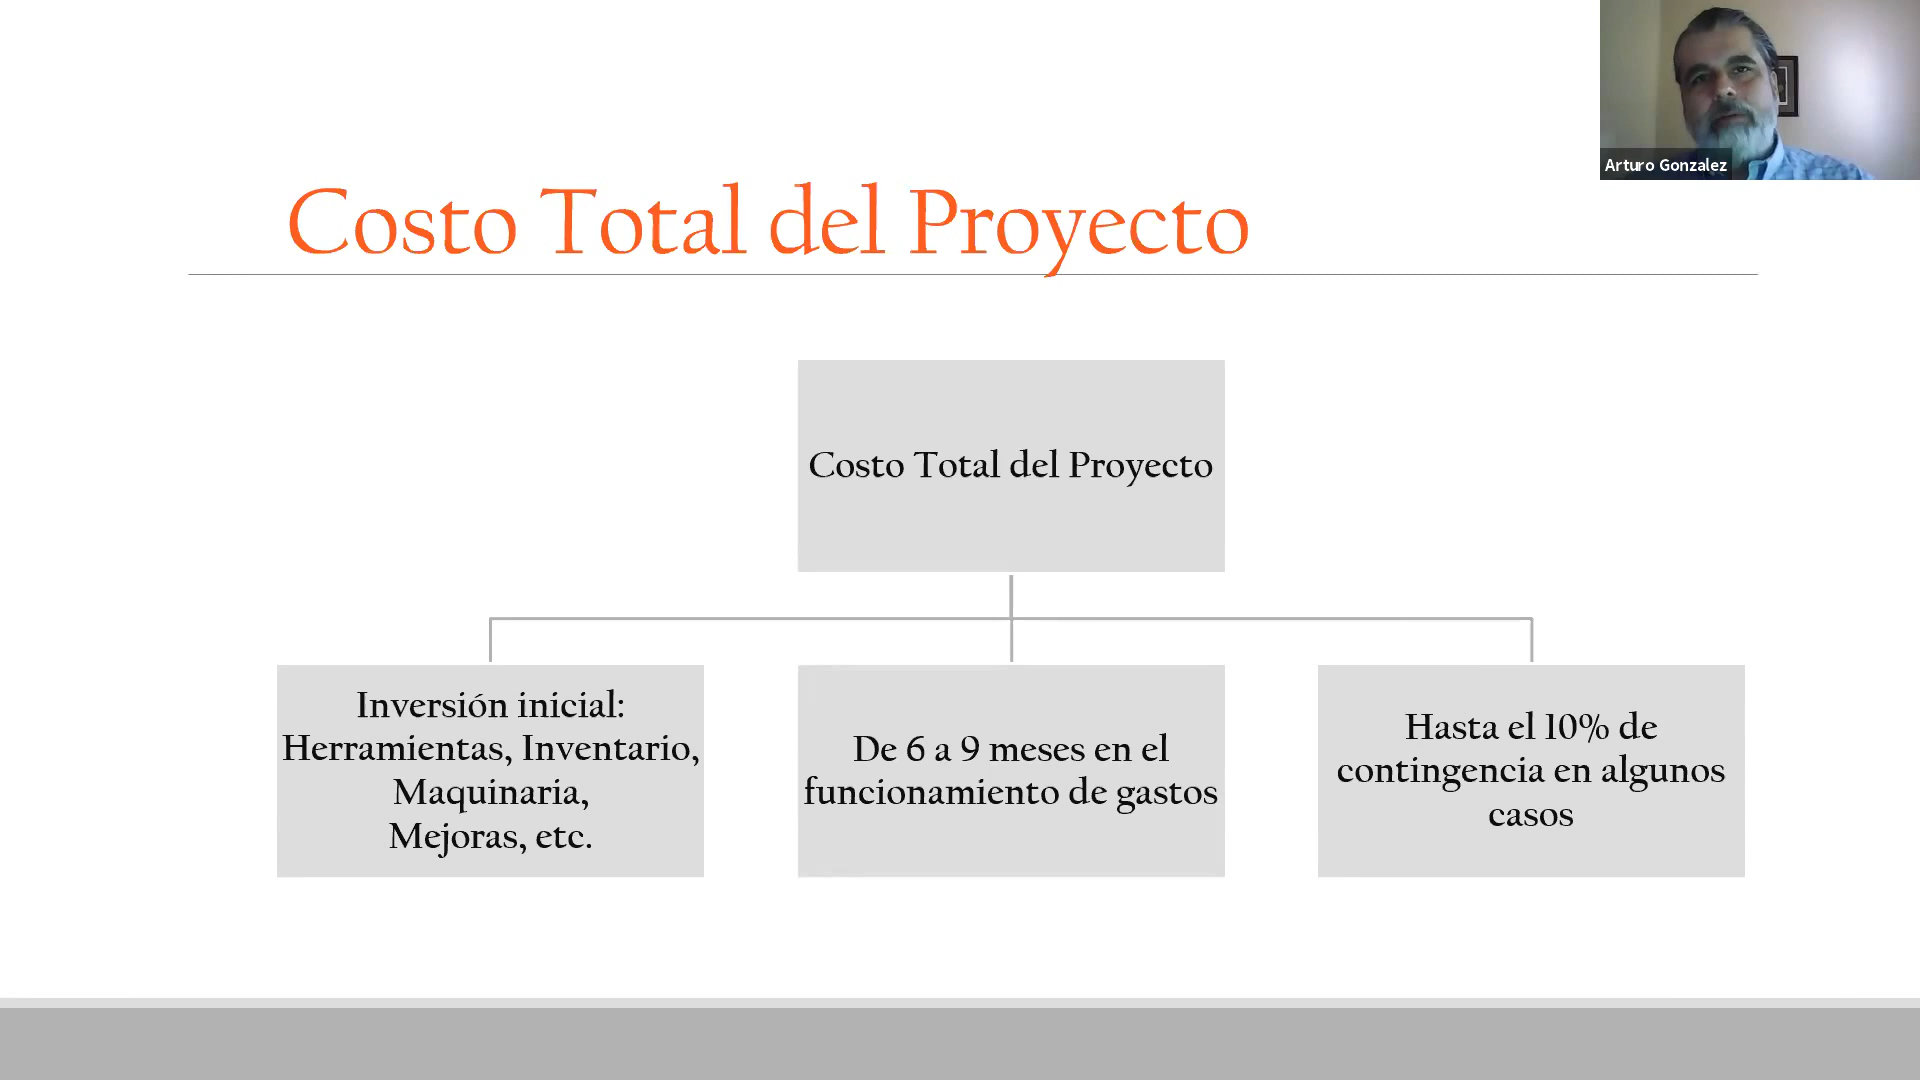 Arturo Gonzalez
Costo Total del Proyecto
Costo Total del Proyecto
Inversión inicial:
Herramientas, Inventario,
Maquinaria,
Mejoras, etc.
De 6 a 9 meses en el
funcionamiento de gastos
Hasta el 10% de
contingencia en algunos
casos